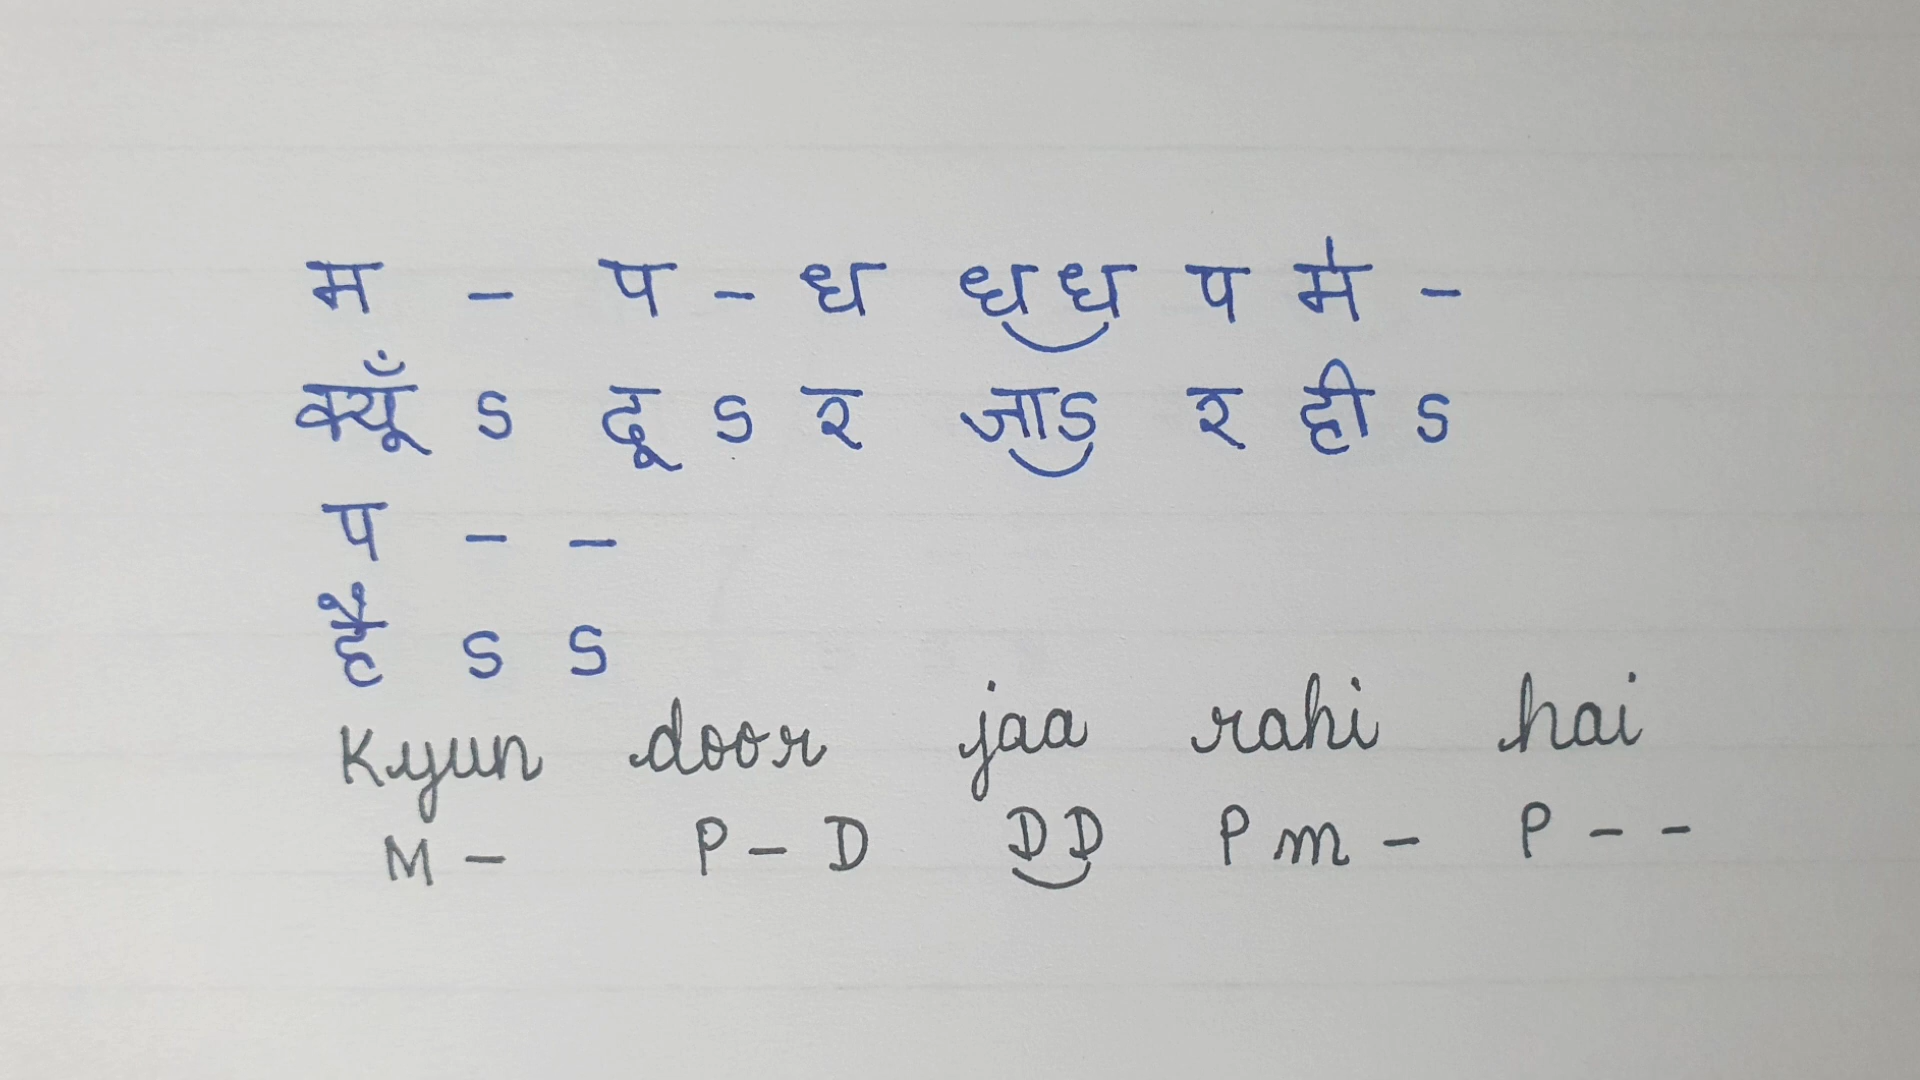 म - प - ध धध प म॑ -
क्यूँ ऽ दू ऽ र जाऽ र ही ऽ
प - -
है ऽ ऽ
Kyun door jaa rahi hai
M - P - D DD P m - P - -